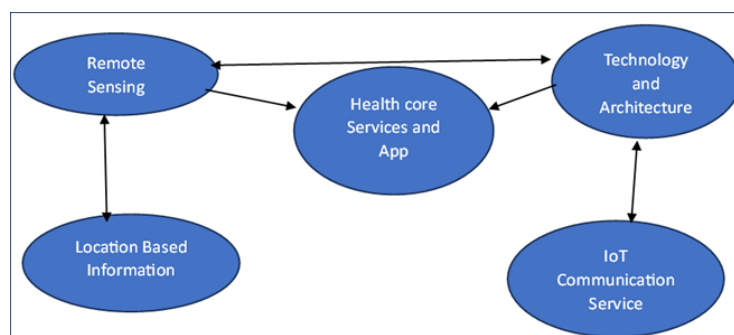 Remote
Sensing
Technology
and
Architecture
Health core
Services and
App
Location Based
Information
IoT
Communication
Service